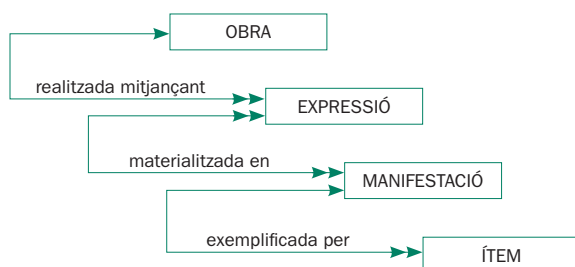 OBRA
realitzada mitjançant
EXPRESSIÓ
materialitzada en
MANIFESTACIÓ
exemplificada per
ÍTEM